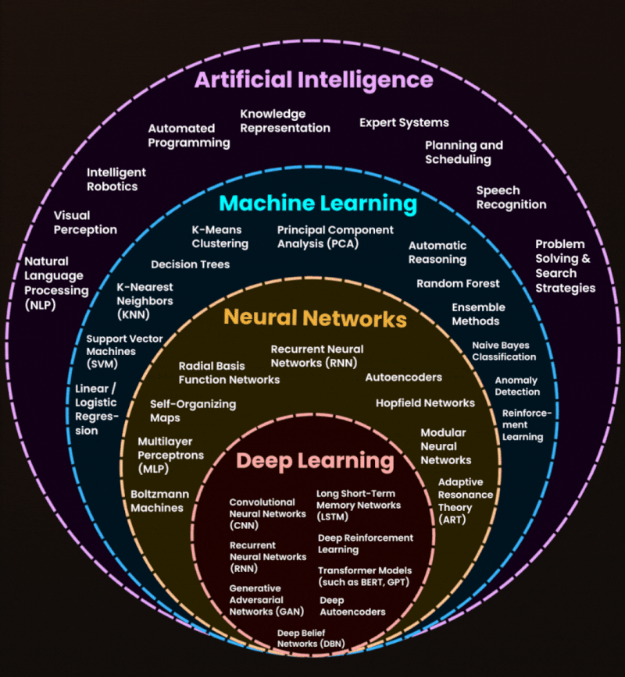 Artificial Intelligence
Automated
Programming
Knowledge
Representation
Expert Systems
Planning and
Scheduling
Intelligent
Robotics
Speech
Recognition
Visual
Perception
Problem
Solving &
Search
Strategies
Natural
Language
Processing
(NLP)
Machine Learning
K-Means
Clustering
Principal Component
Analysis (PCA)
Automatic
Reasoning
Decision Trees
Random Forest
K-Nearest
Neighbors
(KNN)
Ensemble
Methods
Support Vector
Machines
(SVM)
Naive Bayes
Classification
Linear /
Logistic
Regres-
sion
Anomaly
Detection
Reinforce-
ment
Learning
Neural Networks
Recurrent Neural
Networks (RNN)
Radial Basis
Function Networks
Autoencoders
Self-Organizing
Maps
Hopfield Networks
Multilayer
Perceptrons
(MLP)
Modular
Neural
Networks
Boltzmann
Machines
Adaptive
Resonance
Theory
(ART)
Deep Learning
Convolutional
Neural Networks
(CNN)
Long Short-Term
Memory Networks
(LSTM)
Recurrent
Neural Networks
(RNN)
Deep Reinforcement
Learning
Transformer Models
(such as BERT, GPT)
Generative
Adversarial
Networks (GAN)
Deep
Autoencoders
Deep Belief
Networks (DBN)